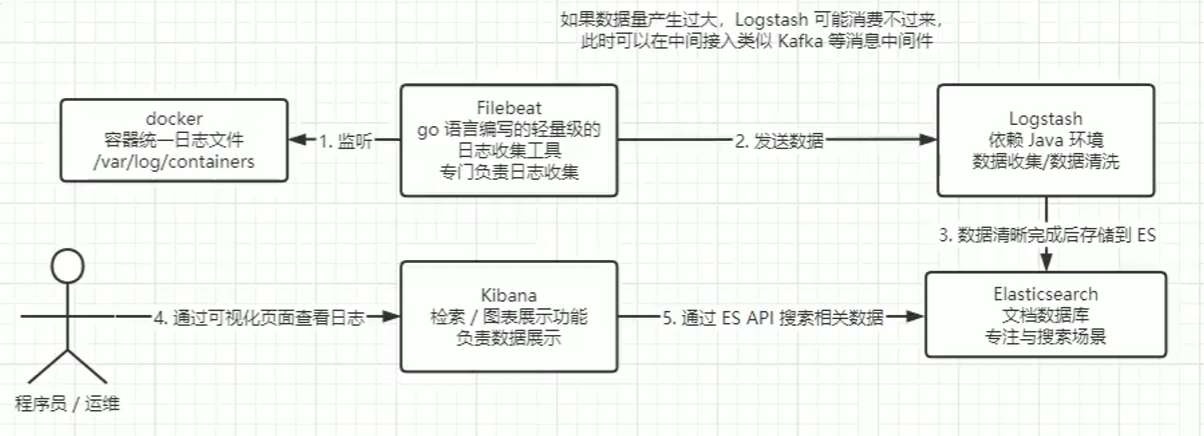 如果数据量产生过大，Logstash 可能消费不过来，
此时可以在中间接入类似 Kafka 等消息中间件
docker
容器统一日志文件
/var/log/containers
1. 监听
Filebeat
go 语言编写的轻量级的
日志收集工具
专门负责日志收集
2. 发送数据
Logstash
依赖 Java 环境
数据收集/数据清洗
3. 数据清晰完成后存储到 ES
程序员 / 运维
4. 通过可视化页面查看日志
Kibana
检索 / 图表展示功能
负责数据展示
5. 通过 ES API 搜索相关数据
Elasticsearch
文档数据库
专注与搜索场景